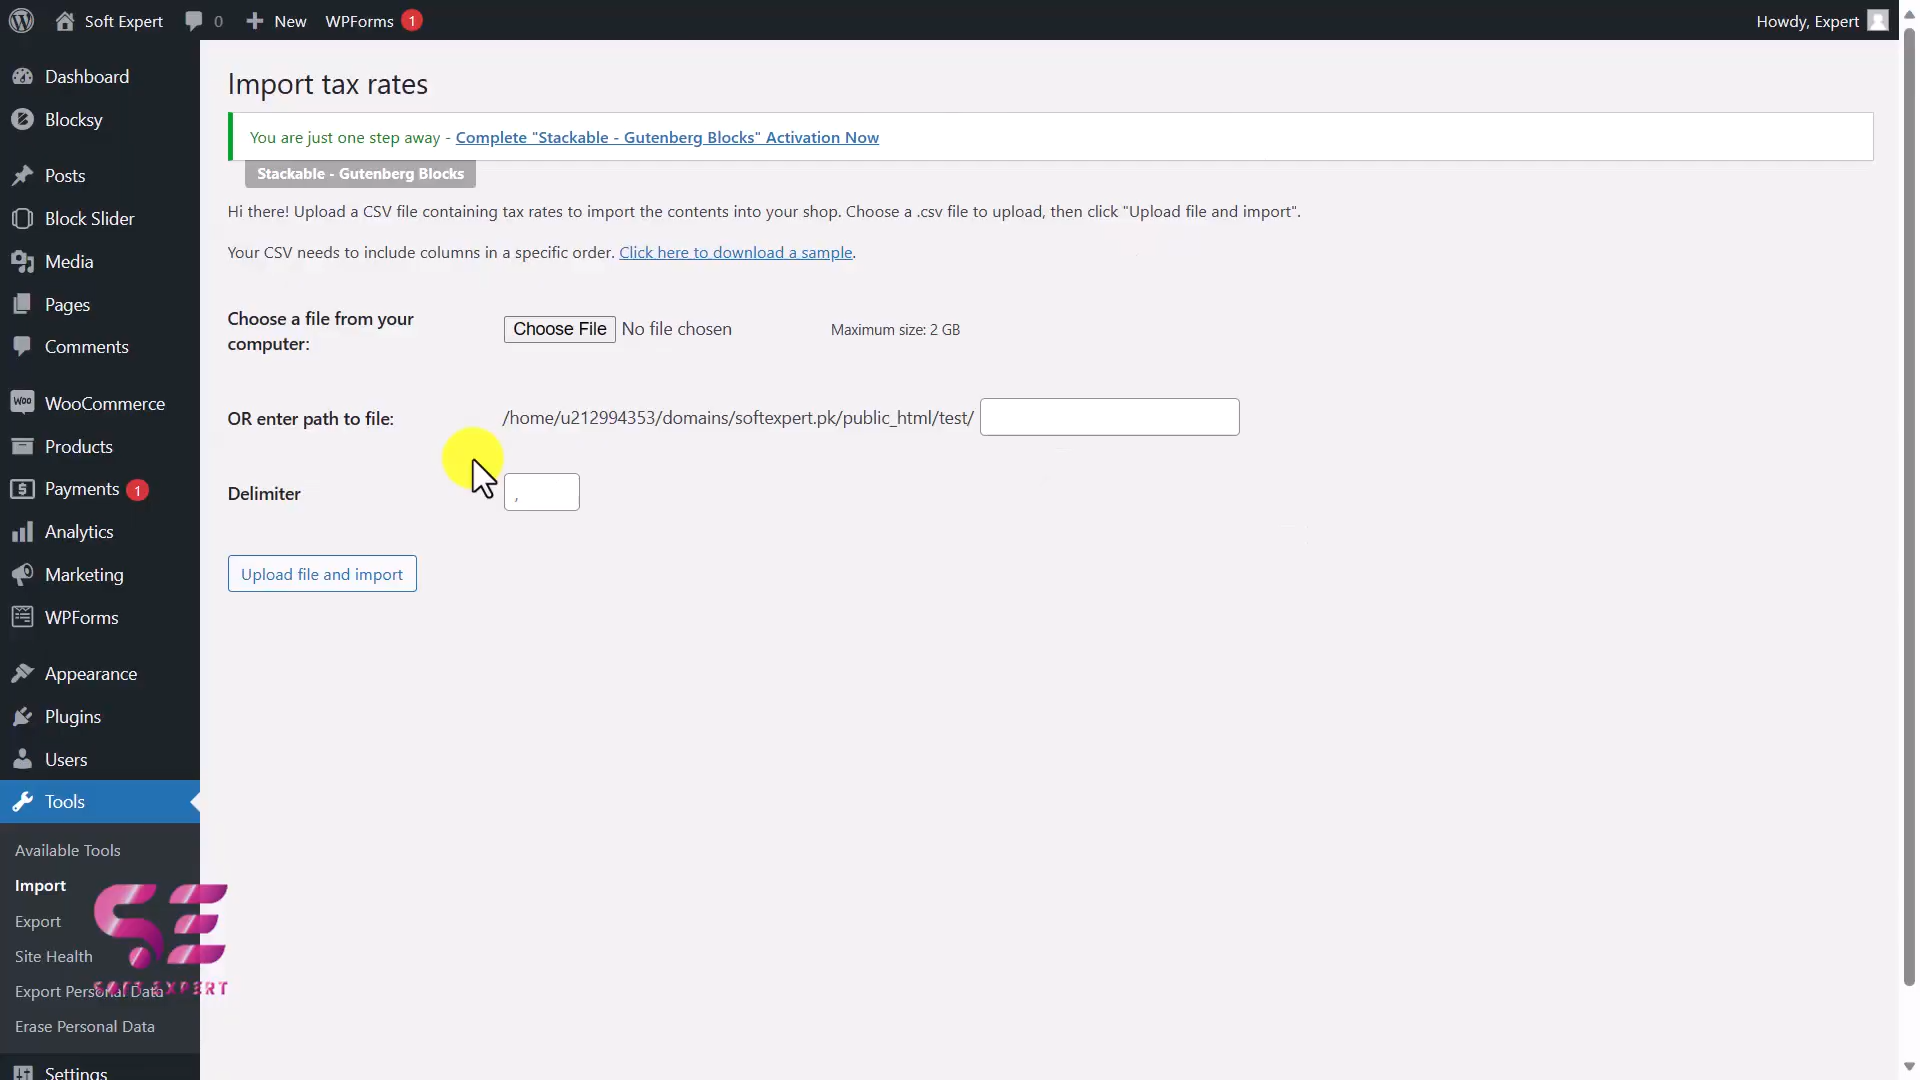 Soft Expert
0
New
WPForms 1
Howdy, Expert
Dashboard
Blocksy
Posts
Block Slider
Media
Pages
Comments
Woo
WooCommerce
Products
Payments 1
Analytics
Marketing
WPForms
Appearance
Plugins
Users
Tools
Available Tools
Import
Export
Site Health
Export Personal Data
Erase Personal Data
Settings
SOFT EXPERT
Import tax rates
You are just one step away - Complete "Stackable - Gutenberg Blocks" Activation Now
Stackable - Gutenberg Blocks
Hi there! Upload a CSV file containing tax rates to import the contents into your shop. Choose a .csv file to upload, then click "Upload file and import".
Your CSV needs to include columns in a specific order. Click here to download a sample.
Choose a file from your
computer:
Choose File No file chosen
Maximum size: 2 GB
OR enter path to file:
/home/u212994353/domains/softexpert.pk/public_html/test/
Delimiter
,
Upload file and import